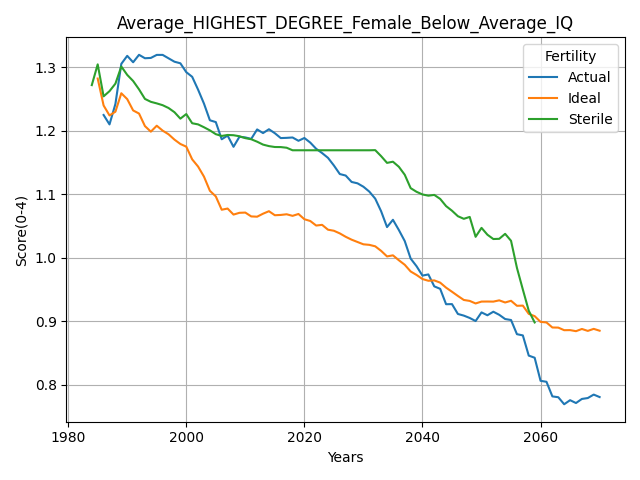 Average_HIGHEST_DEGREE_Female_Below_Average_IQ
Fertility
Actual
Ideal
Sterile
Score(0-4)
1.3
1.2
1.1
1.0
0.9
0.8
1980
2000
2020
2040
2060
Years